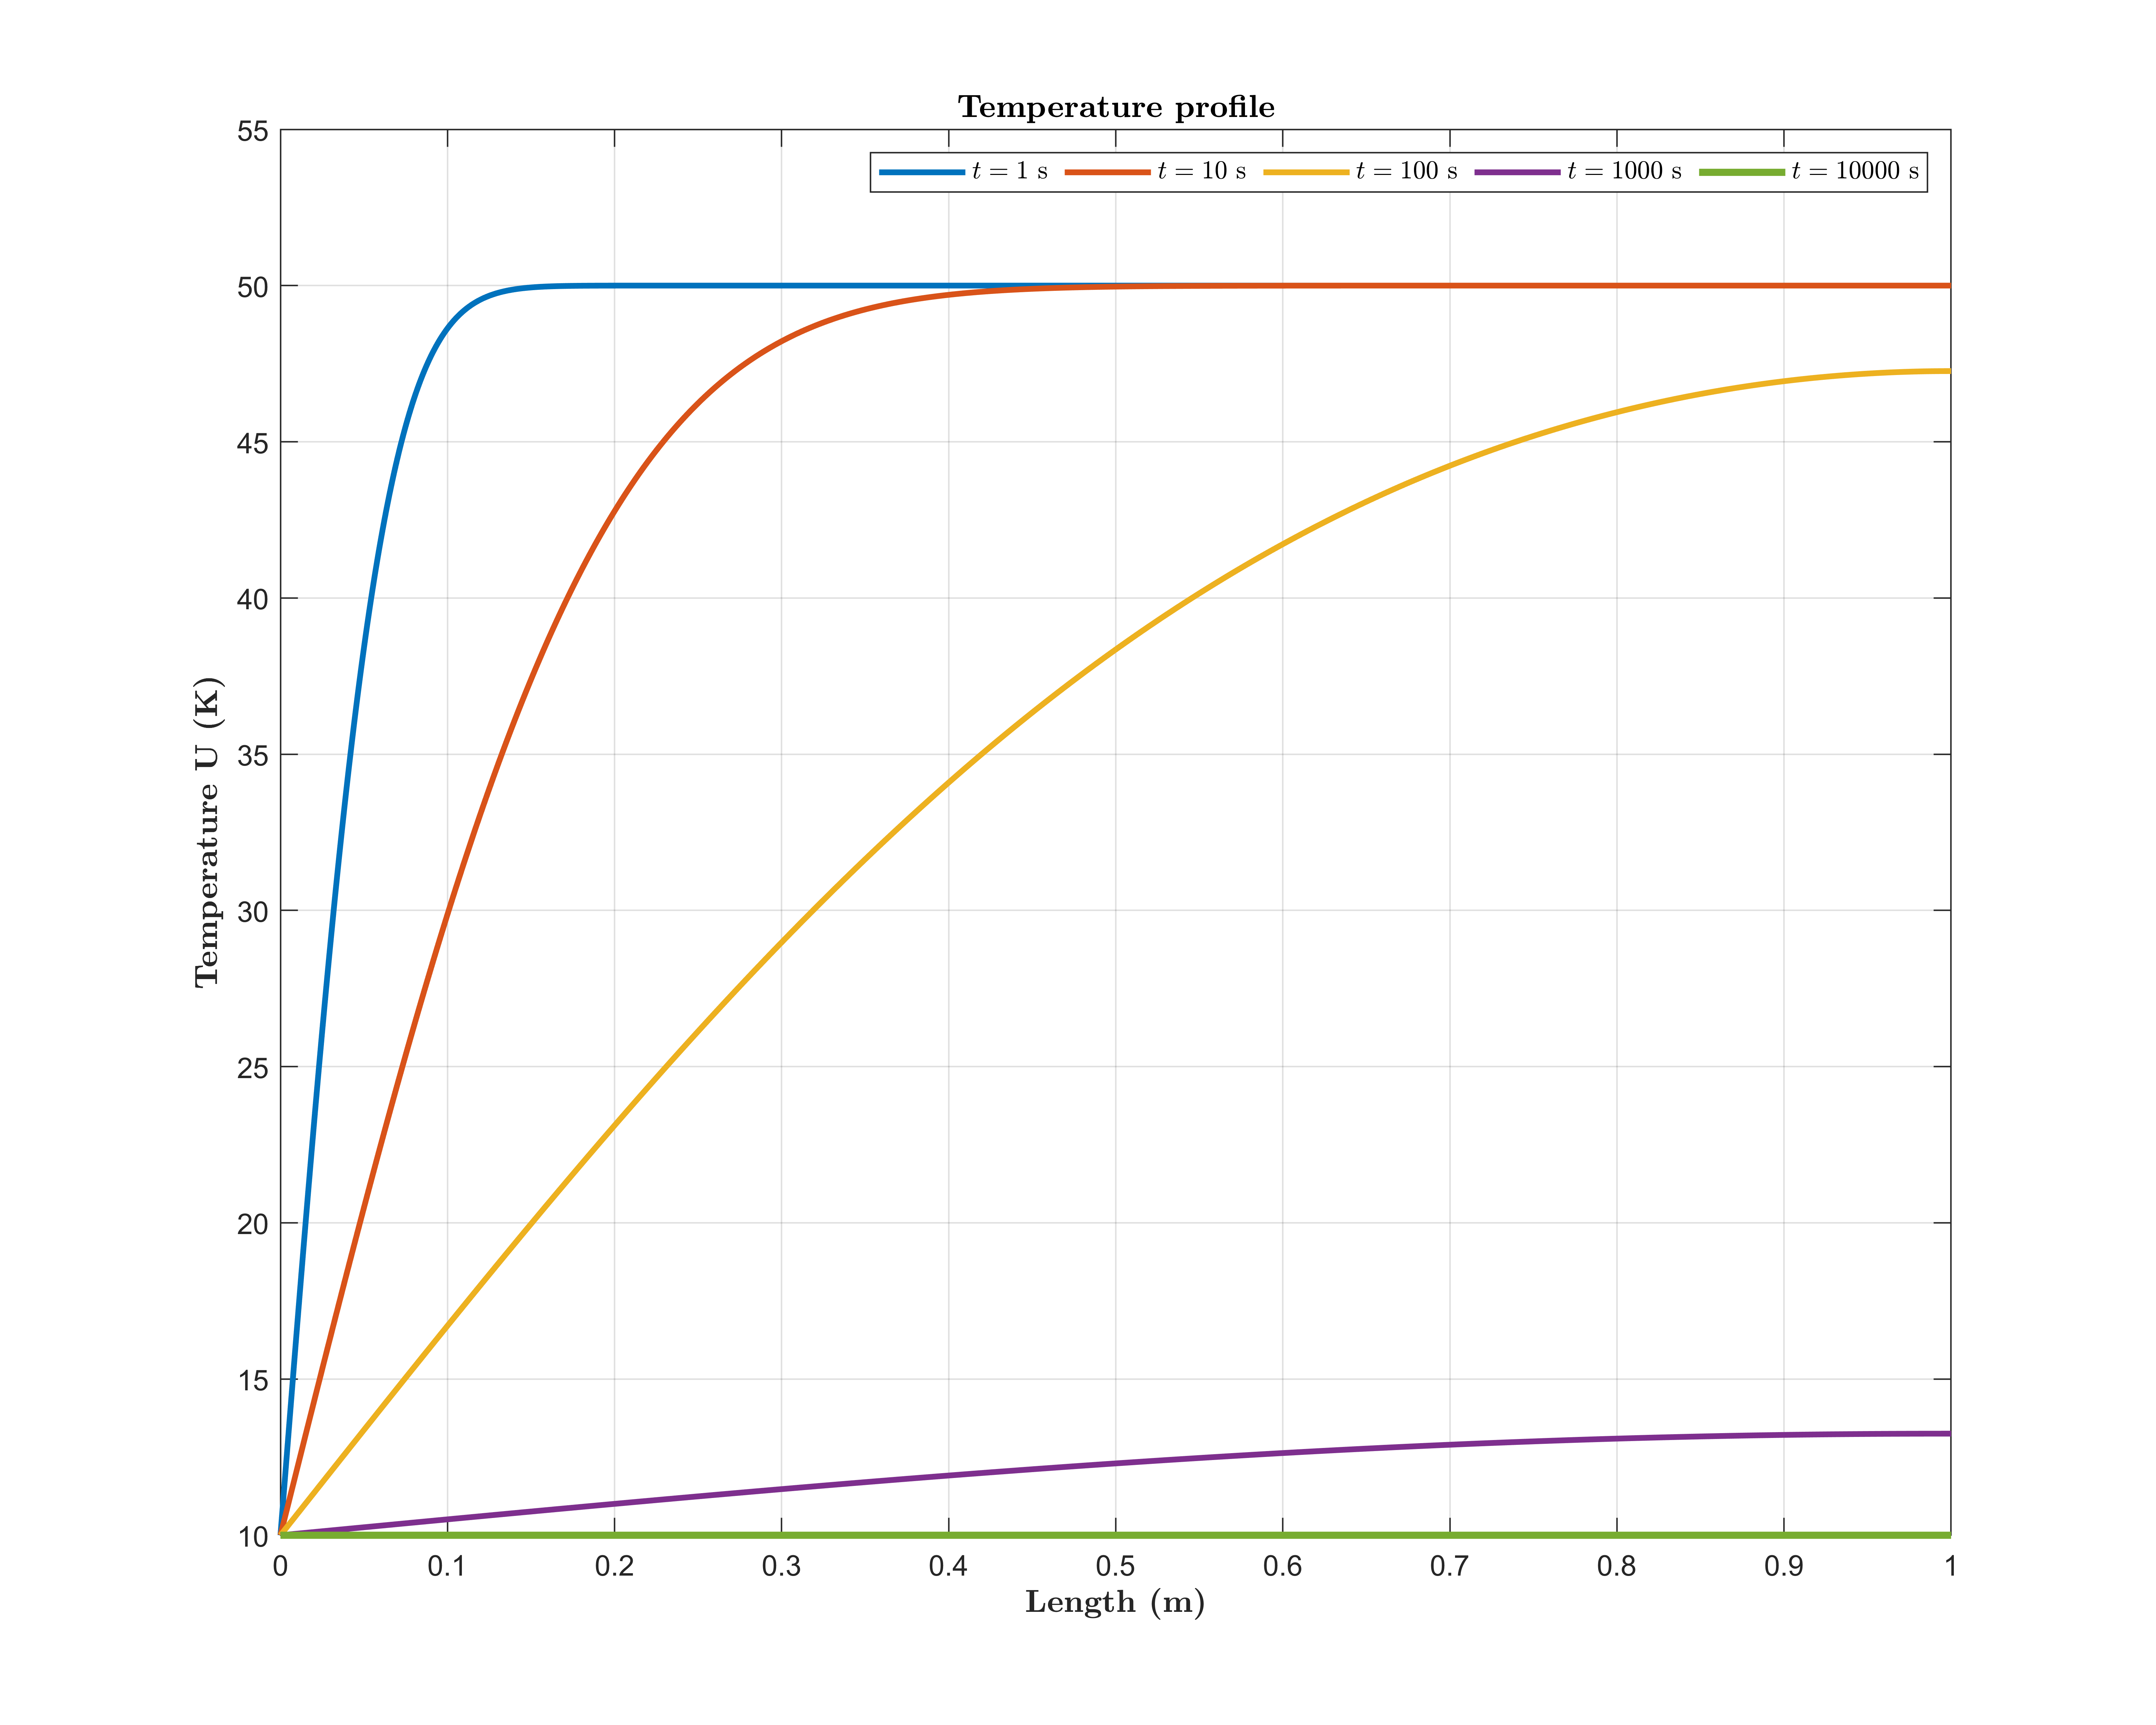 Temperature profile
t = 1 s t = 10 s t = 100 s t = 1000 s t = 10000 s
55
50
45
40
35
30
25
20
15
10
Temperature U (K)
0 0.1 0.2 0.3 0.4 0.5 0.6 0.7 0.8 0.9 1
Length (m)